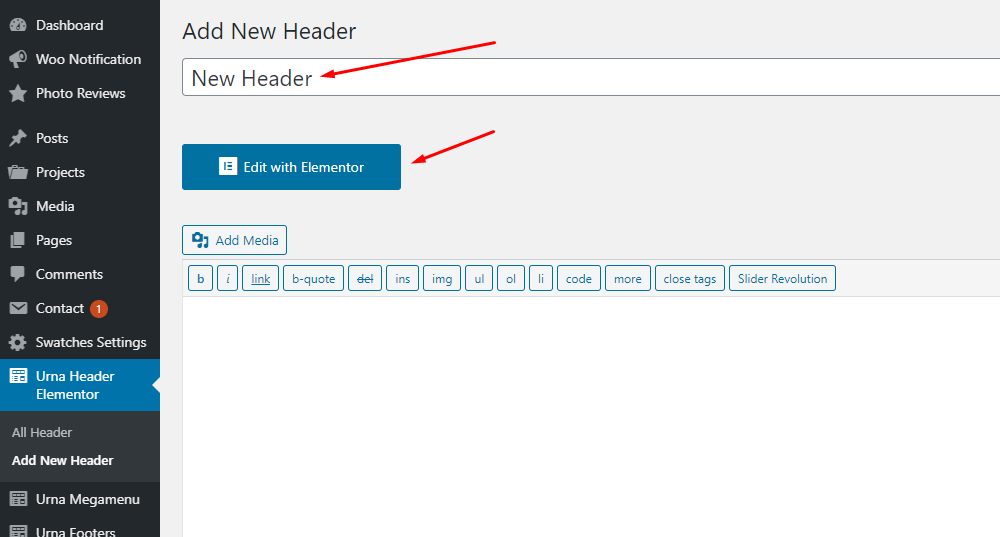 Dashboard
Woo Notification
Photo Reviews
Posts
Projects
Media
Pages
Comments
Contact 1
Swatches Settings
Urna Header
Elementor
All Header
Add New Header
Urna Megamenu
Urna Footers
Add New Header
New Header
Edit with Elementor
Add Media
b i link b-quote del ins img ul ol li code more close tags Slider Revolution